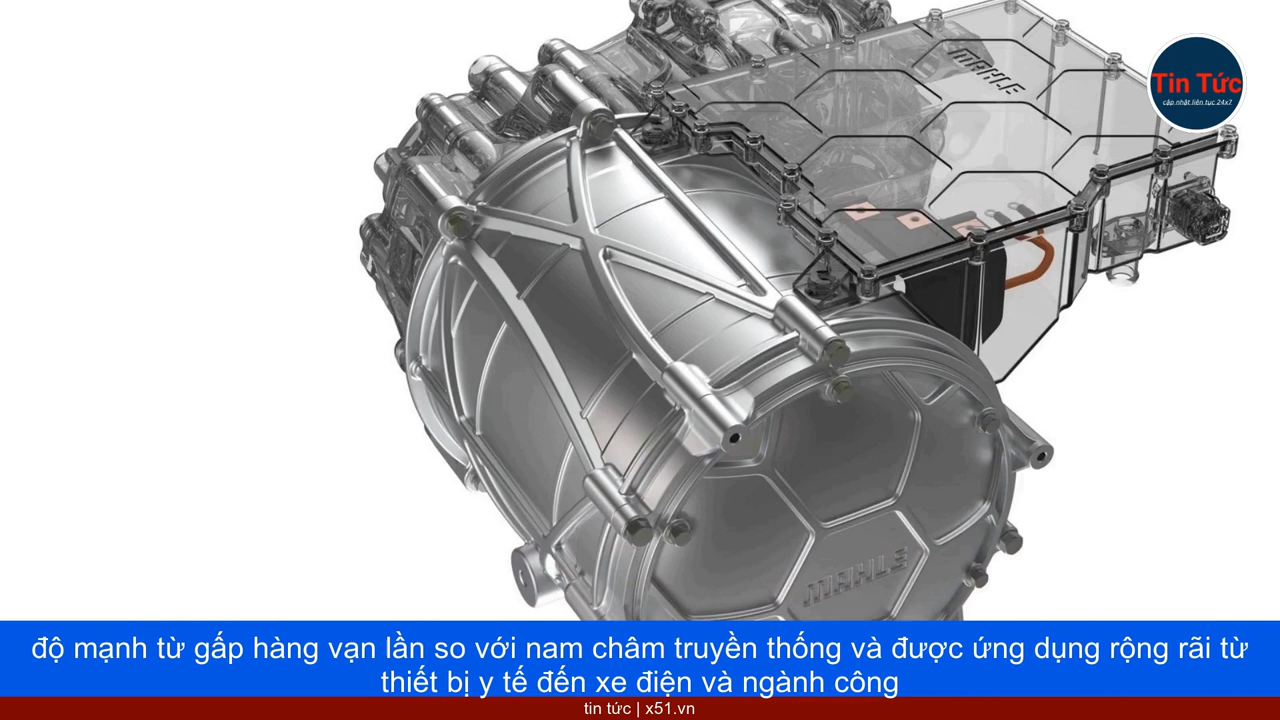 MAHLE
Tin Tức
cập.nhật.liên.tục.24x7
MAHLE
độ mạnh từ gấp hàng vạn lần so với nam châm truyền thống và được ứng dụng rộng rãi từ
thiết bị y tế đến xe điện và ngành công
tin tức | x51.vn